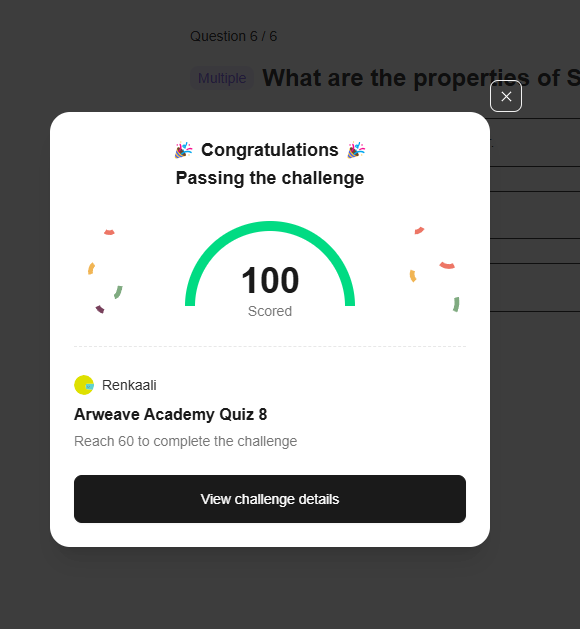 Question 6 / 6
Multiple What are the properties of S
Congratulations
Passing the challenge
100
Scored
Renkaali
Arweave Academy Quiz 8
Reach 60 to complete the challenge
View challenge details